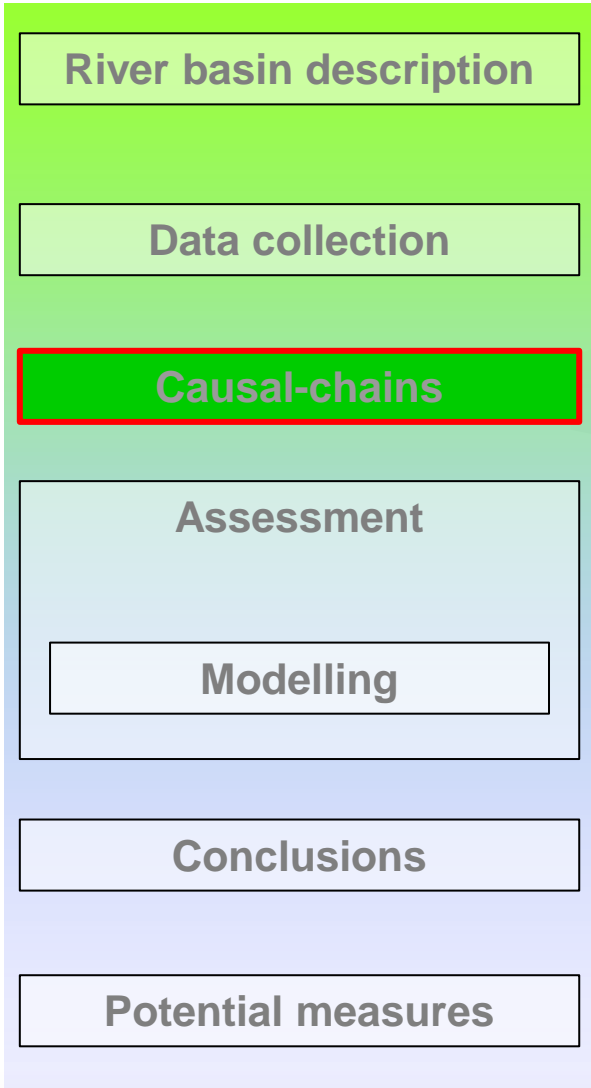 River basin description
Data collection
Causal-chains
Assessment
Modelling
Conclusions
Potential measures